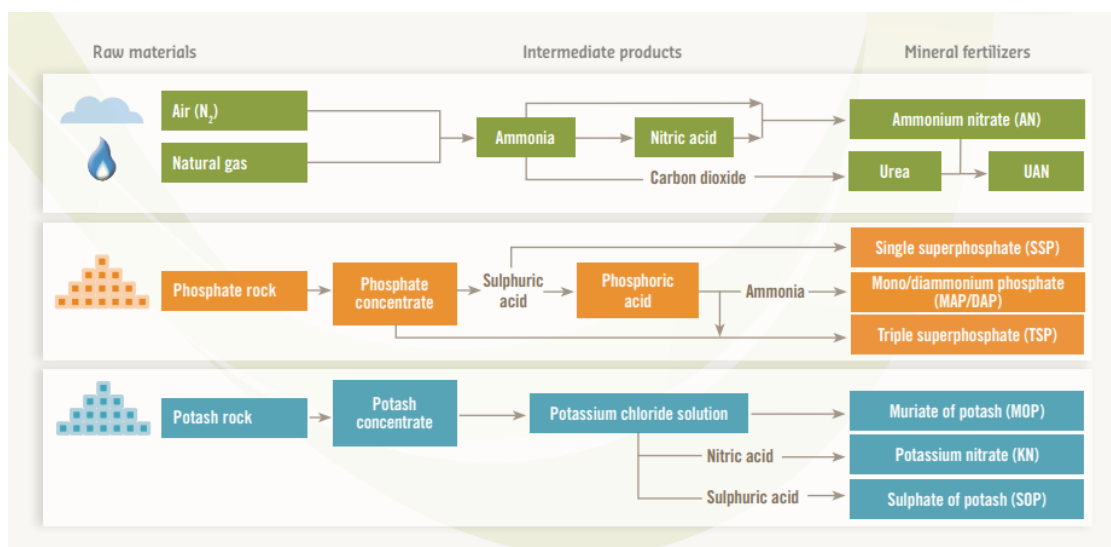 Raw materials
Intermediate products
Mineral fertilizers
Air (N₂)
Natural gas
Ammonia
Nitric acid
Carbon dioxide
Ammonium nitrate (AN)
Urea
UAN
Phosphate rock
Phosphate
concentrate
Sulphuric
acid
Phosphoric
acid
Ammonia
Single superphosphate (SSP)
Mono/diammonium phosphate
(MAP/DAP)
Triple superphosphate (TSP)
Potash rock
Potash
concentrate
Potassium chloride solution
Nitric acid
Sulphuric acid
Muriate of potash (MOP)
Potassium nitrate (KN)
Sulphate of potash (SOP)